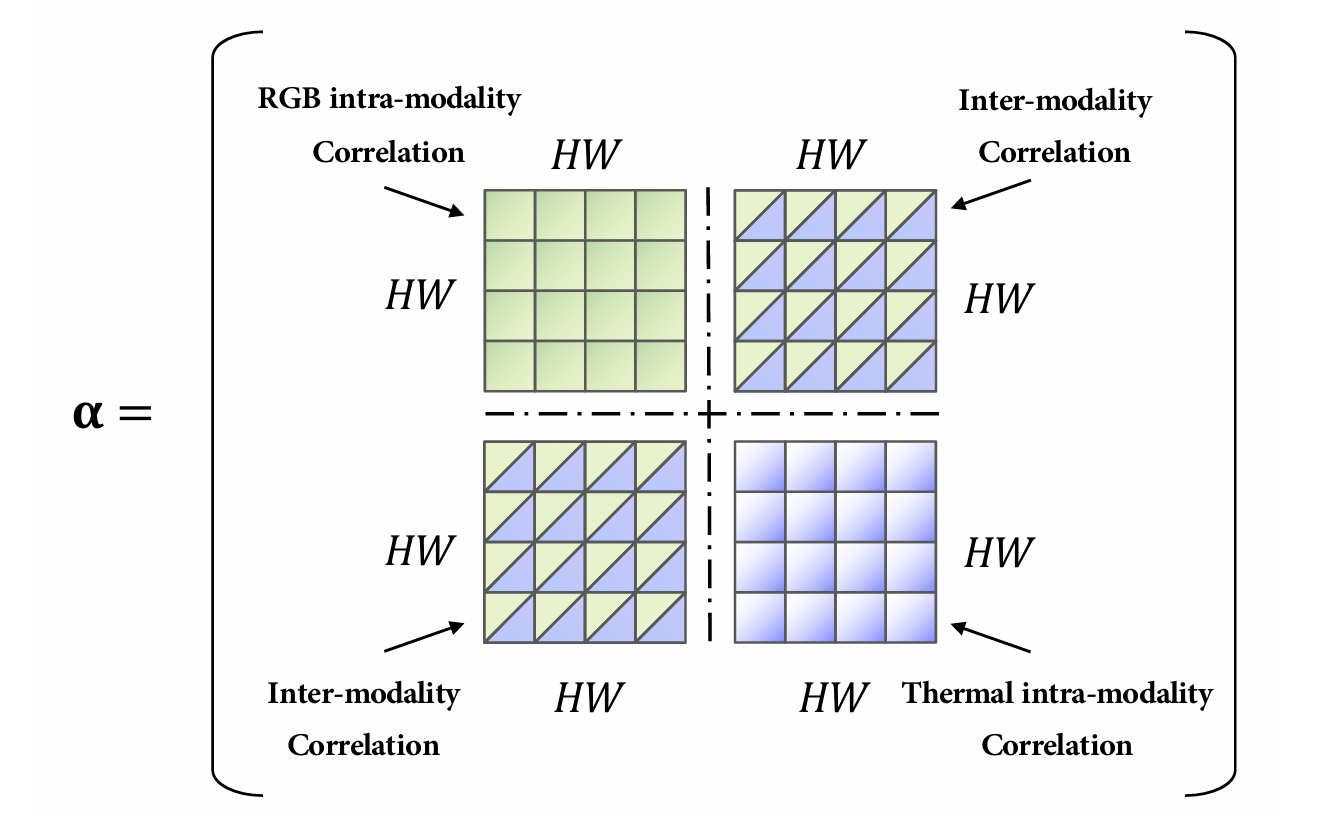 RGB intra-modality
Correlation
HW
HW
Inter-modality
Correlation
HW
HW
α =
HW
HW
Inter-modality
Correlation
HW
HW
Thermal intra-modality
Correlation